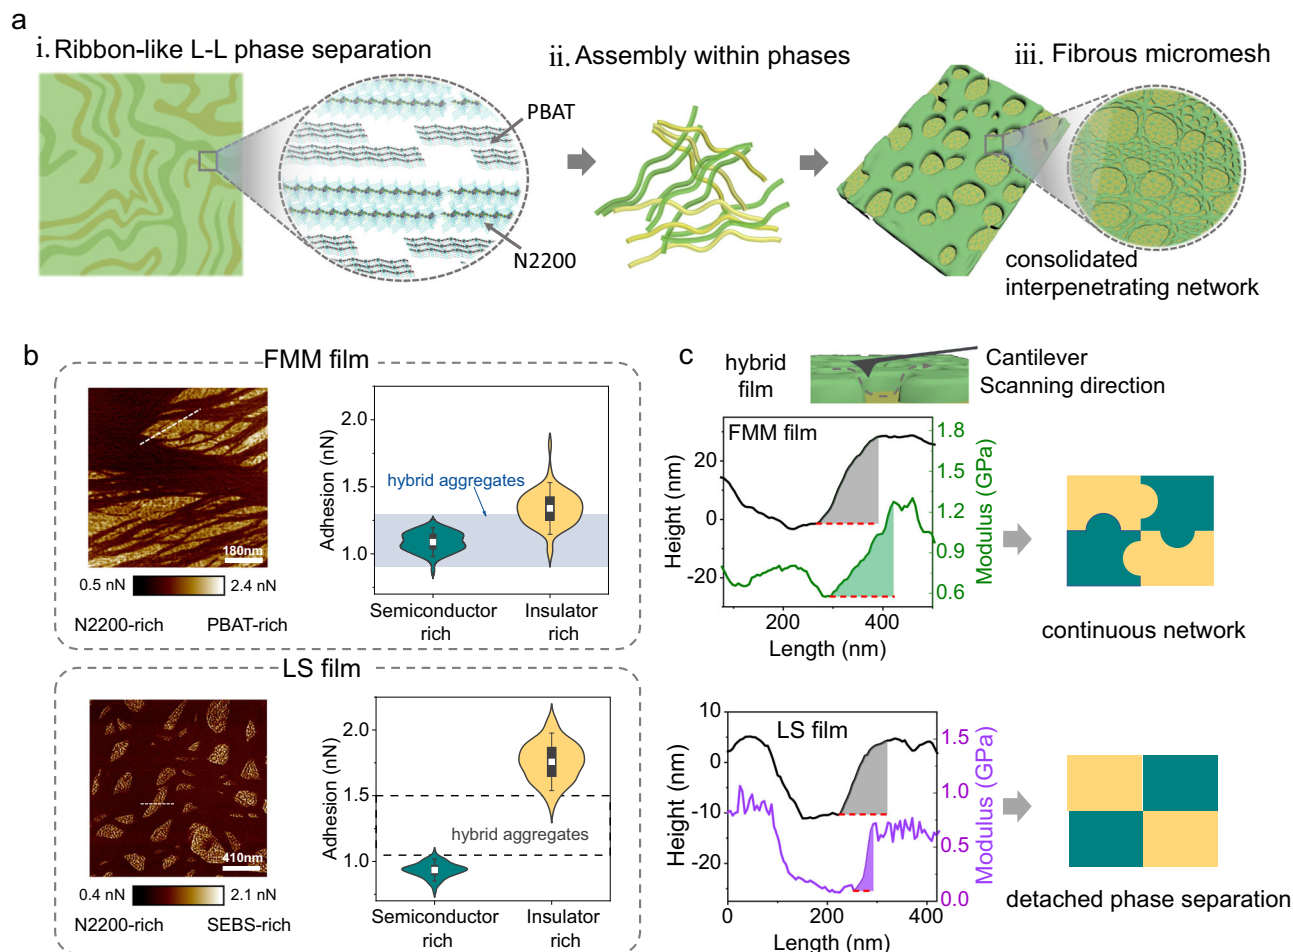 a
i. Ribbon-like L-L phase separation
PBAT
N2200
ii. Assembly within phases
iii. Fibrous micromesh
consolidated
interpenetrating network
b
FMM film
180nm
0.5 nN
2.4 nN
N2200-rich
PBAT-rich
Adhesion (nN)
2.0
1.5
1.0
hybrid aggregates
Semiconductor
rich
Insulator
rich
LS film
410nm
0.4 nN
2.1 nN
N2200-rich
SEBS-rich
Adhesion (nN)
2.0
1.5
1.0
hybrid aggregates
Semiconductor
rich
Insulator
rich
c
hybrid
film
Cantilever
Scanning direction
FMM film
Height (nm)
20
0
-20
Modulus (GPa)
1.8
1.5
1.2
0.9
0.6
200
400
Length (nm)
continuous network
LS film
Height (nm)
10
0
-10
-20
Modulus (GPa)
1.5
1.0
0.5
0.0
0
200
400
Length (nm)
detached phase separation